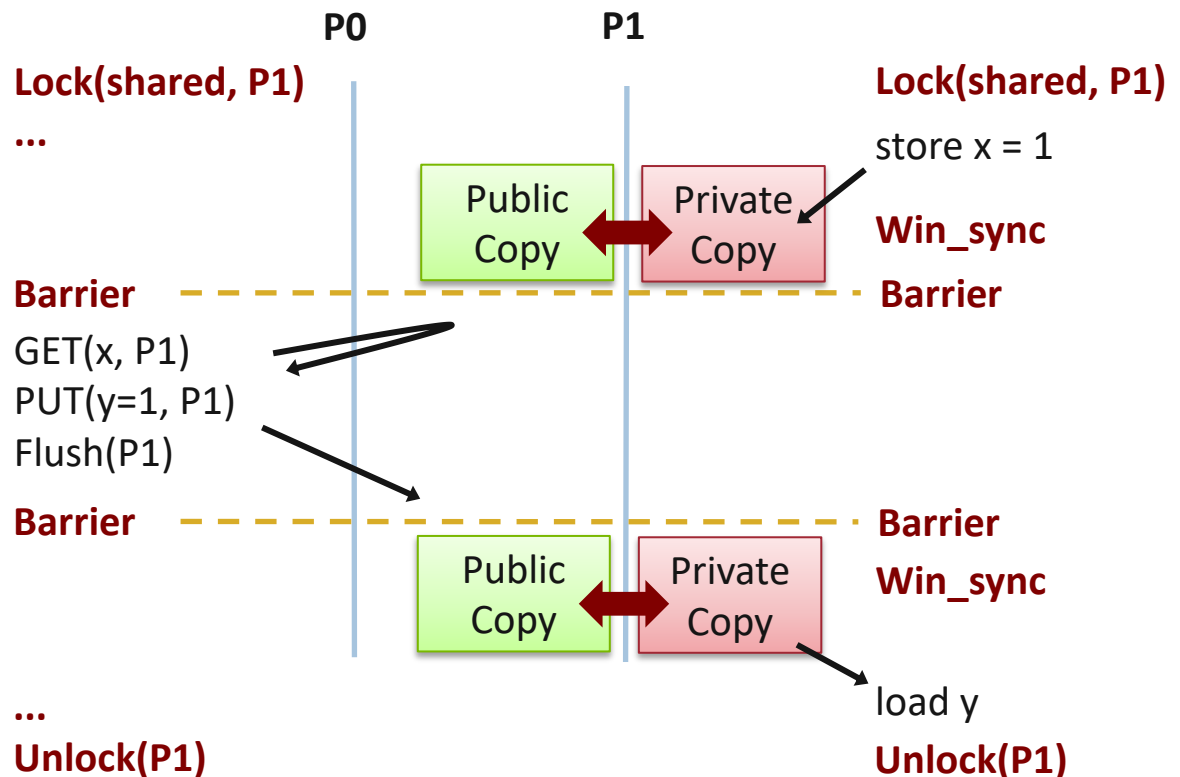 P0
P1
Lock(shared, P1)
Lock(shared, P1)
...
store x = 1
Public
Copy
Private
Copy
Win_sync
Barrier
Barrier
GET(x, P1)
PUT(y=1, P1)
Flush(P1)
Barrier
Barrier
Public
Copy
Private
Copy
Win_sync
load y
...
Unlock(P1)
Unlock(P1)